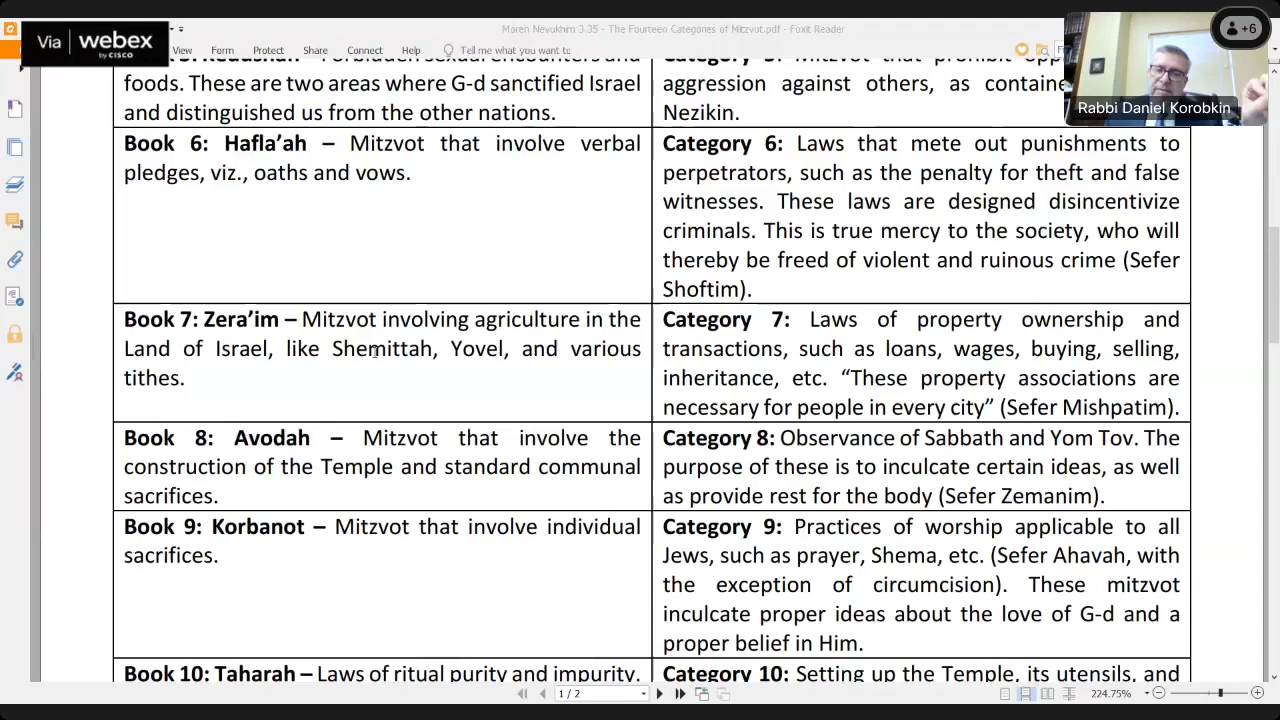 Moreh Nevukhim 3.35 - The Fourteen Categories of Mitzvot.pdf - Foxit Reader
Via webex
by CISCO
View Form Protect Share Connect Help Tell me what you want to
+6
Rabbi Daniel Korobkin
foods. These are two areas where G-d sanctified Israel
and distinguished us from the other nations.
Category 5: Mitzvot that prohibit
aggression against others, as
Nezikin.
Book 6: Hafla’ah – Mitzvot that involve verbal
pledges, viz., oaths and vows.
Category 6: Laws that mete out punishments to
perpetrators, such as the penalty for theft and false
witnesses. These laws are designed disincentivize
criminals. This is true mercy to the society, who will
thereby be freed of violent and ruinous crime (Sefer
Shoftim).
Book 7: Zera’im – Mitzvot involving agriculture in the
Land of Israel, like Shemittah, Yovel, and various
tithes.
Category 7: Laws of property ownership and
transactions, such as loans, wages, buying, selling,
inheritance, etc. “These property associations are
necessary for people in every city” (Sefer Mishpatim).
Book 8: Avodah – Mitzvot that involve the
construction of the Temple and standard communal
sacrifices.
Category 8: Observance of Sabbath and Yom Tov. The
purpose of these is to inculcate certain ideas, as well
as provide rest for the body (Sefer Zemanim).
Book 9: Korbanot – Mitzvot that involve individual
sacrifices.
Category 9: Practices of worship applicable to all
Jews, such as prayer, Shema, etc. (Sefer Ahavah, with
the exception of circumcision). These mitzvot
inculcate proper ideas about the love of G-d and a
proper belief in Him.
Book 10: Taharah – Laws of ritual purity and impurity.
Category 10: Setting up the Temple, its utensils, and
1 / 2
224.75%